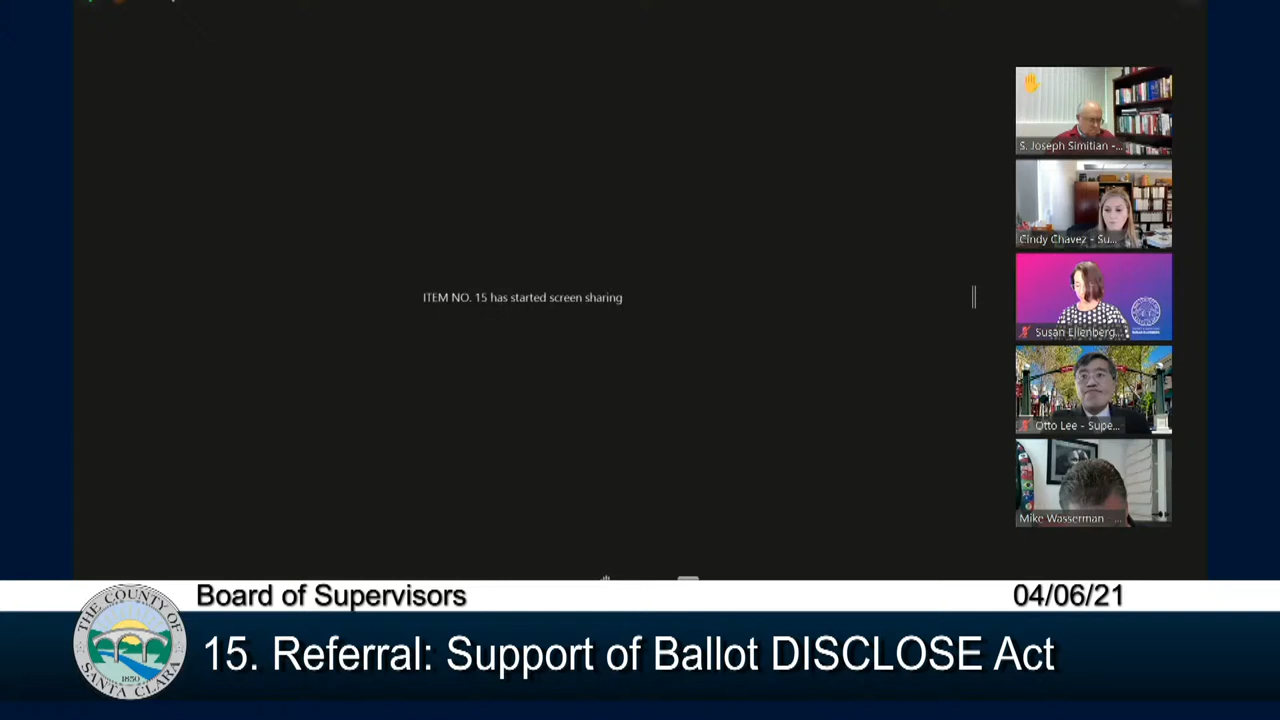 S. Joseph Simitian -...
Cindy Chavez - Su...
Susan Ellenberg...
Otto Lee - Supe...
Mike Wasserman - ...
ITEM NO. 15 has started screen sharing
Board of Supervisors
04/06/21
THE COUNTY OF
SANTA CLARA
1850
15. Referral: Support of Ballot DISCLOSE Act